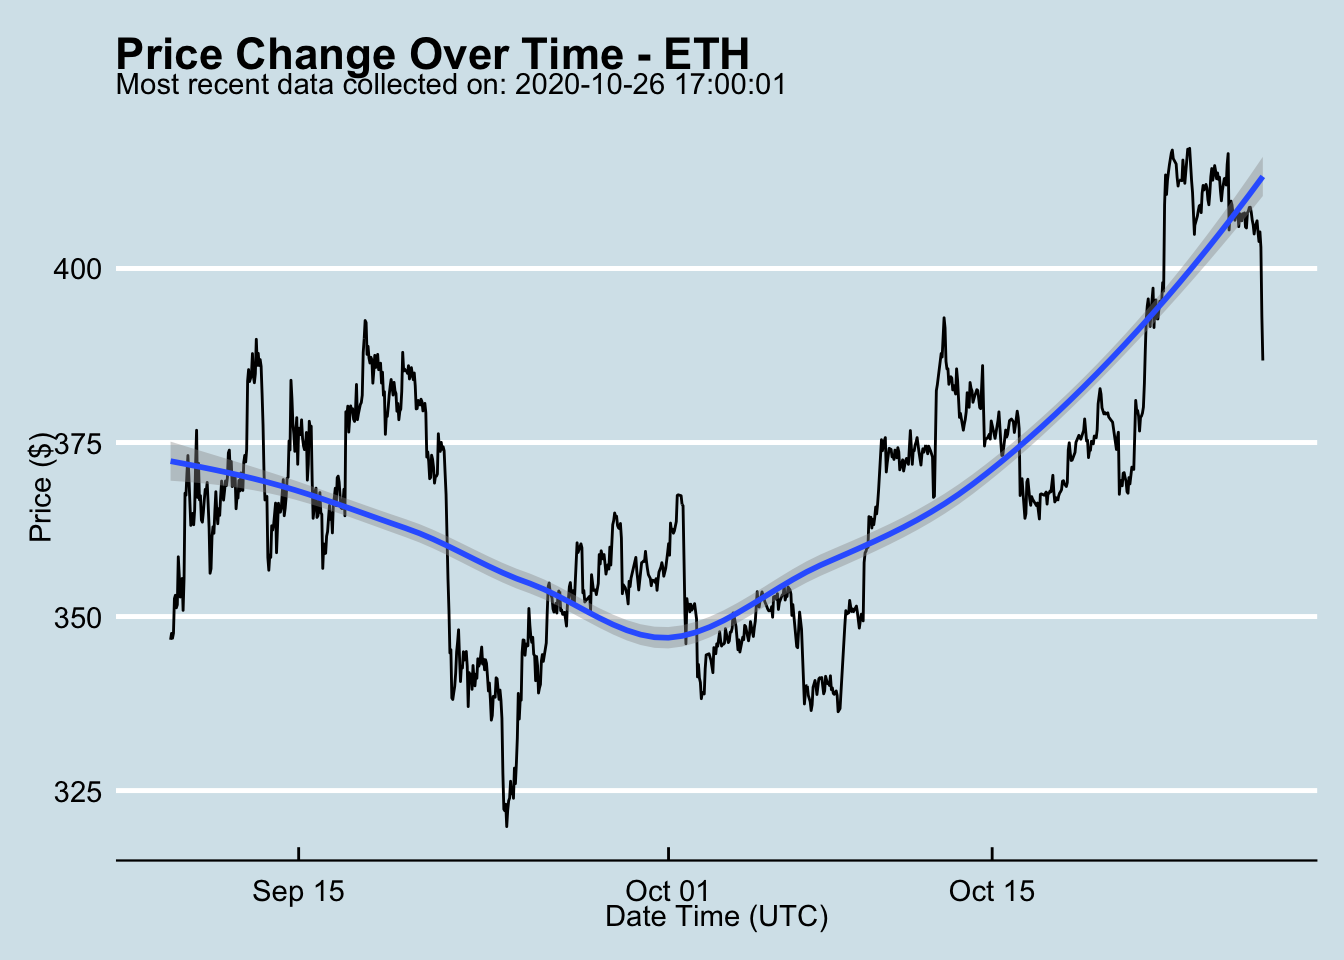 Price Change Over Time - ETH
Most recent data collected on: 2020-10-26 17:00:01
Price ($)
400
375
350
325
Sep 15
Oct 01
Oct 15
Date Time (UTC)